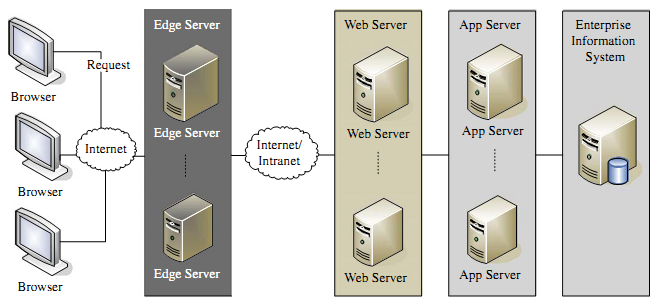 Edge Server
Web Server
App Server
Enterprise
Information
System
Request
Browser
Edge Server
Web Server
App Server
Internet
Internet/
Intranet
Browser
Edge Server
Web Server
App Server
Browser